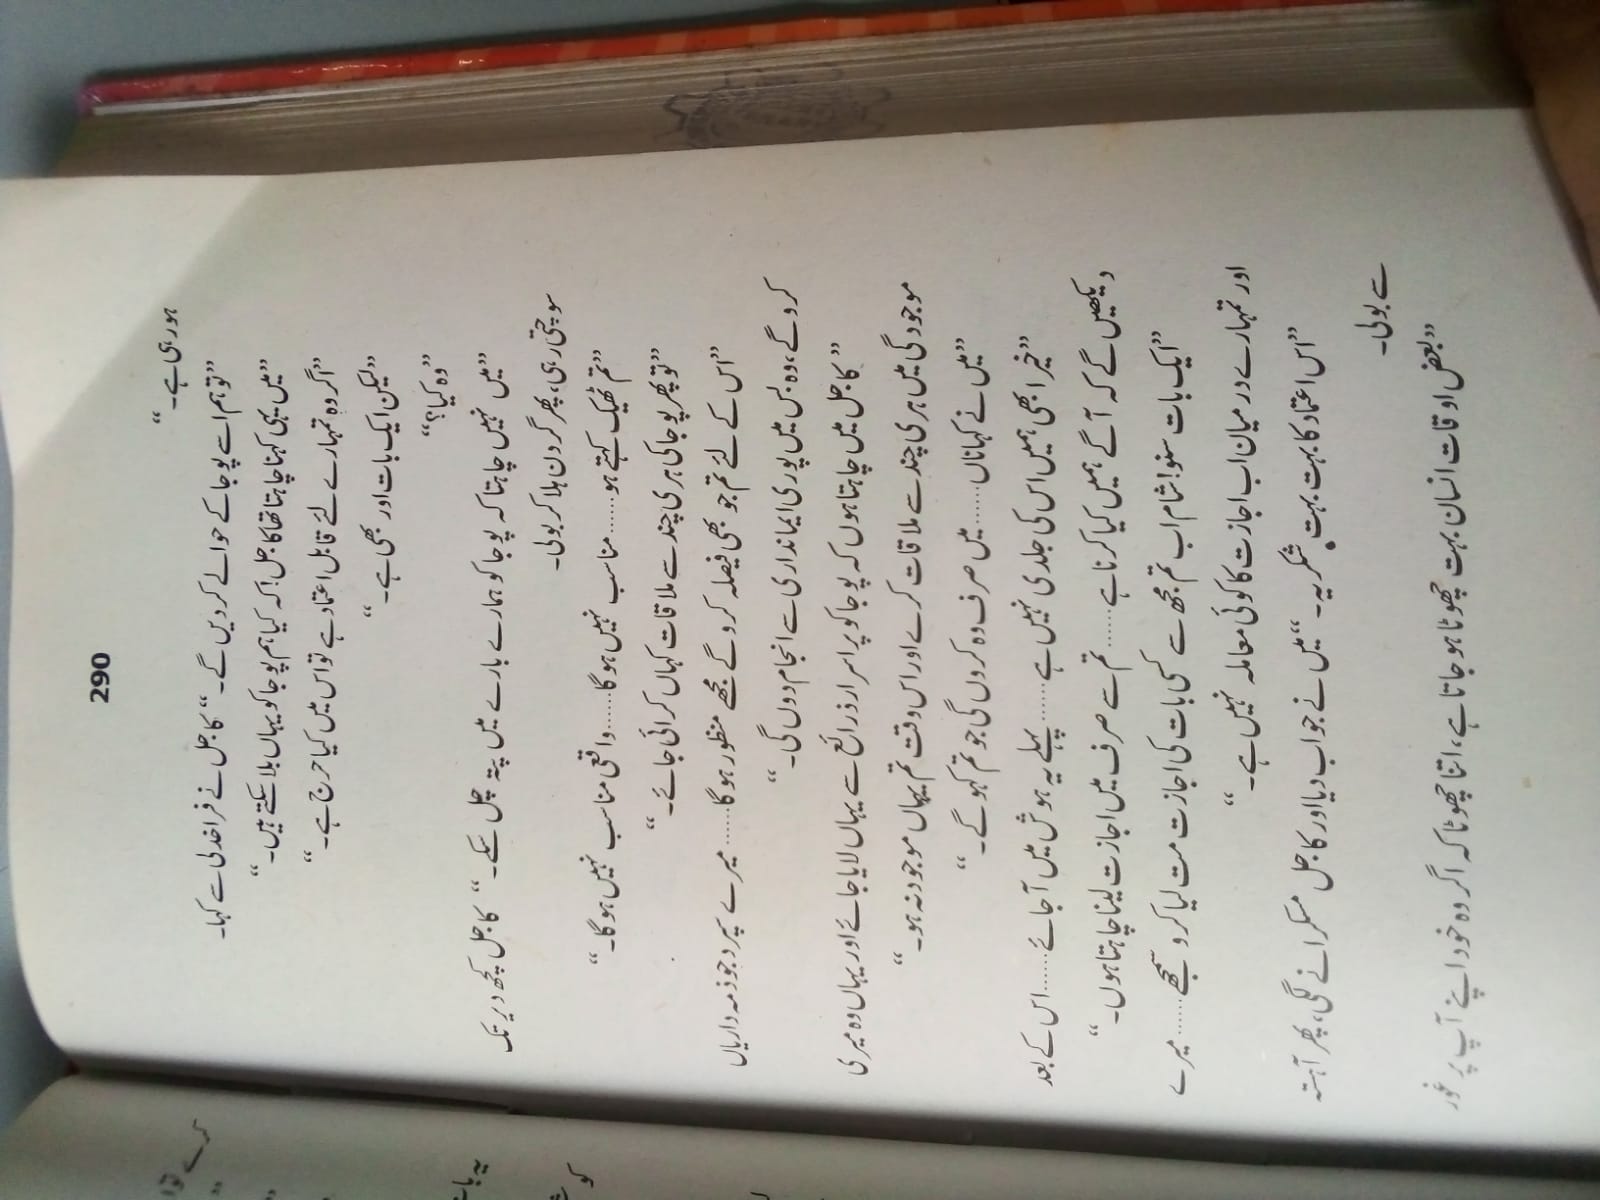 290
ہورہی ہے۔“
”تو ہم اسے پوجا کے حوالے کردیں گے۔“ کاجل نے فراخدلی سے کہا۔
”میں یہی کہنا چاہتا تھا کاجل! کہ کیا ہم پوجا کو یہاں بلا سکتے ہیں۔“
”اگر وہ تمہارے لئے قابل اعتماد ہے تو اس میں کیا حرج ہے۔“
”لیکن ایک بات اور بھی ہے۔“
”وہ کیا؟“
”میں نہیں چاہتا کہ پوجا کو ہمارے بارے میں پتہ چل سکے۔“ کاجل کچھ دیر تک
سوچتی رہی، پھر گردن ہلا کر بولی۔
”تم ٹھیک کہتے ہو...... مناسب نہیں ہوگا...... واقعی مناسب نہیں ہوگا۔“
”تو پھر پوجا کی ہری چند سے ملاقات کہاں کرائی جائے۔“
”اس کے لئے تم جو بھی فیصلہ کرو گے مجھے منظور ہوگا...... میرے سپرد جو ذمہ داریاں
کرو گے، وہ بس میں پوری ایمانداری سے انجام دوں گی۔“
” کاجل میں چاہتا ہوں کہ پوجا کو پراسرار ذرائع سے یہاں لایا جائے اور یہاں وہ میری
موجودگی میں ہری چند سے ملاقات کرے اور اس وقت تم یہاں موجود نہ ہو۔“
”میں نے کہا ناں...... میں صرف وہ کروں گی جو تم کہو گے۔“
”خیر ابھی ہمیں اس کی جلدی نہیں ہے...... پہلے یہ ہوش میں آجائے...... اس کے بعد
دیکھیں گے کہ آگے ہمیں کیا کرنا ہے...... تم سے صرف میں اجازت لینا چاہتا ہوں۔“
”ایک بات سنو! شام اب تم مجھ سے کسی بات کی اجازت مت لیا کرو سمجھے...... میرے
اور تمہارے درمیان اب اجازت کا کوئی معاملہ نہیں ہے۔“
”اس اعتماد کا بہت بہت شکریہ۔“ میں نے جواب دیا اور کاجل مسکرانے لگی، پھر آہستہ
سے بولی۔
”بعض اوقات انسان بہت چھوٹا ہوجاتا ہے، اتنا چھوٹا کہ اگر وہ خود اپنے آپ پر غور